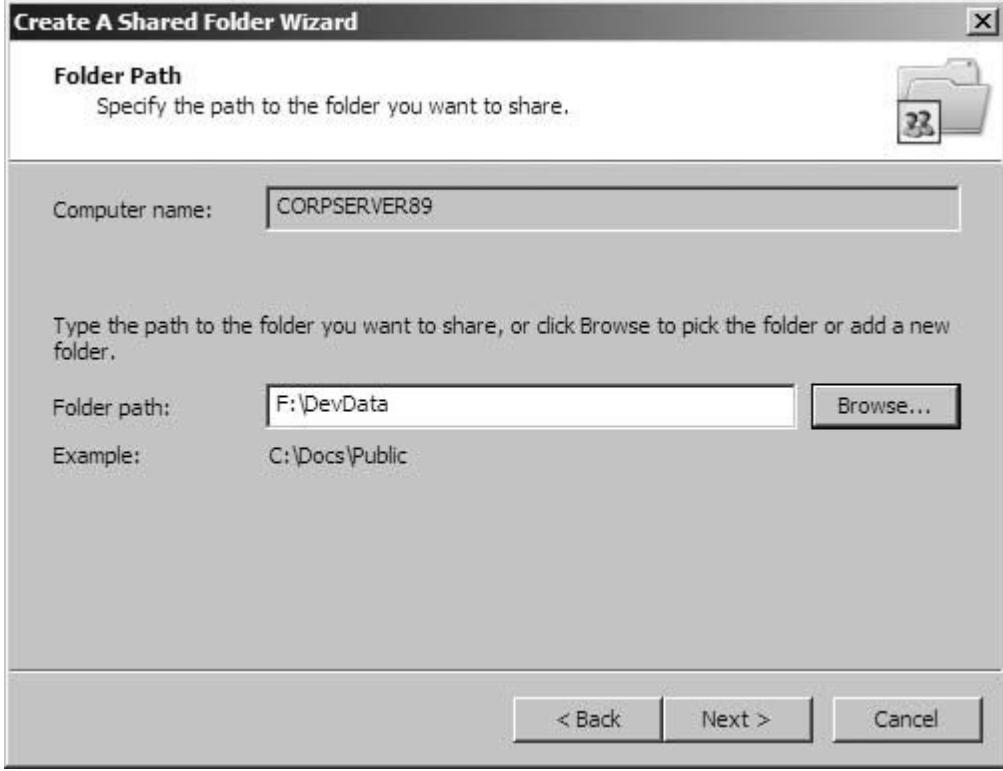 Create A Shared Folder Wizard
Folder Path
Specify the path to the folder you want to share.
Computer name:
CORPSERVER89
Type the path to the folder you want to share, or click Browse to pick the folder or add a new
folder.
Folder path:
F:\DevData
Browse...
Example:
C:\Docs\Public
< Back
Next >
Cancel